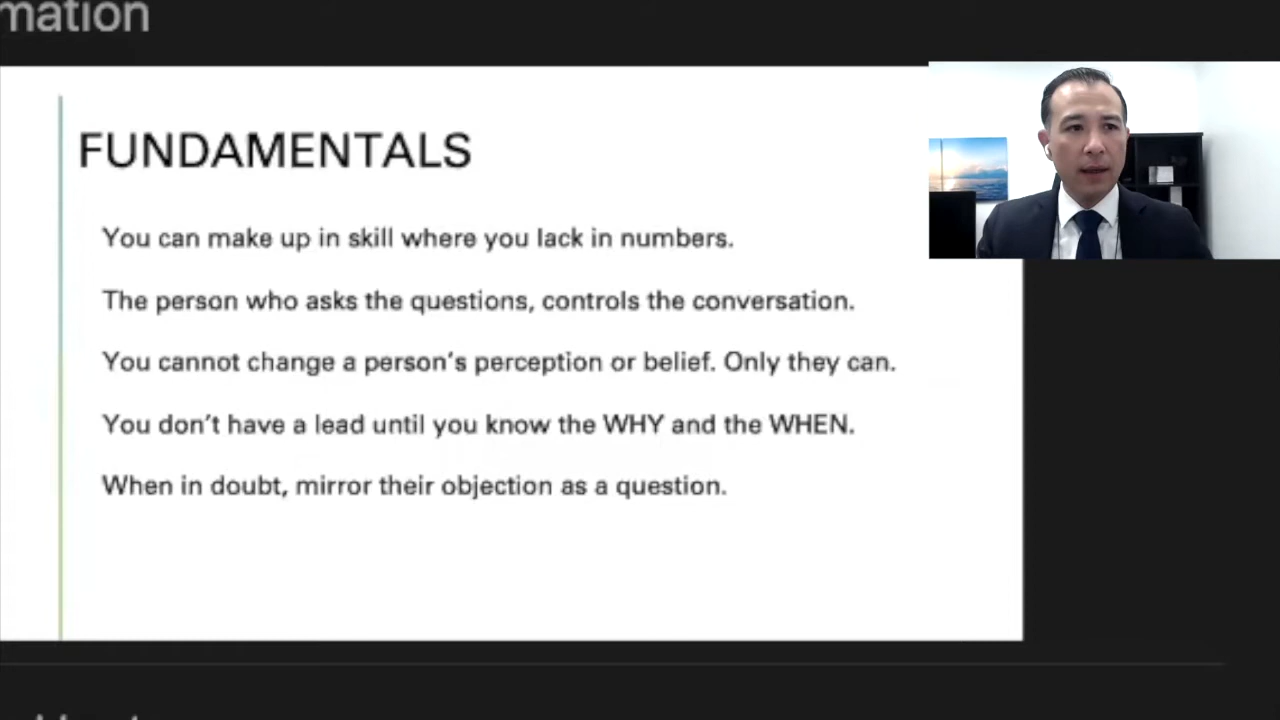 mation
FUNDAMENTALS
You can make up in skill where you lack in numbers.
The person who asks the questions, controls the conversation.
You cannot change a person's perception or belief. Only they can.
You don't have a lead until you know the WHY and the WHEN.
When in doubt, mirror their objection as a question.